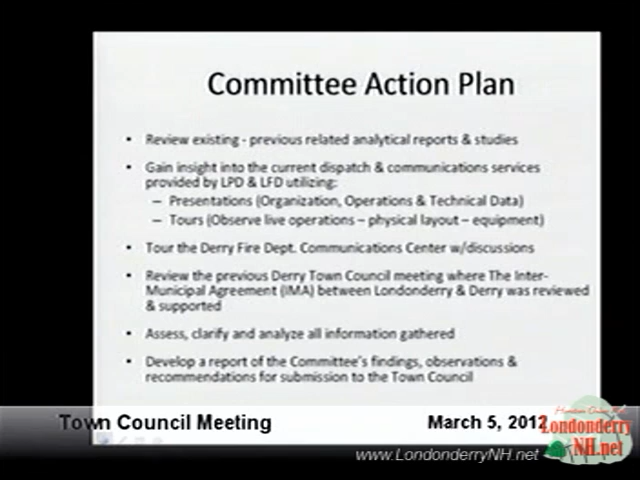 Committee Action Plan
• Review existing - previous related analytical reports & studies
• Gain insight into the current dispatch & communications services
provided by LPD & LFD utilizing:
– Presentations (Organization, Operations & Technical Data)
– Tours (Observe live operations – physical layout – equipment)
• Tour the Derry Fire Dept. Communications Center w/discussions
• Review the previous Derry Town Council meeting where The Inter-
Municipal Agreement (IMA) between Londonderry & Derry was reviewed
& supported
• Assess, clarify and analyze all information gathered
• Develop a report of the Committee's findings, observations &
recommendations for submission to the Town Council
Town Council Meeting
March 5, 2012
Londonderry
NH.net
www.LondonderryNH.net